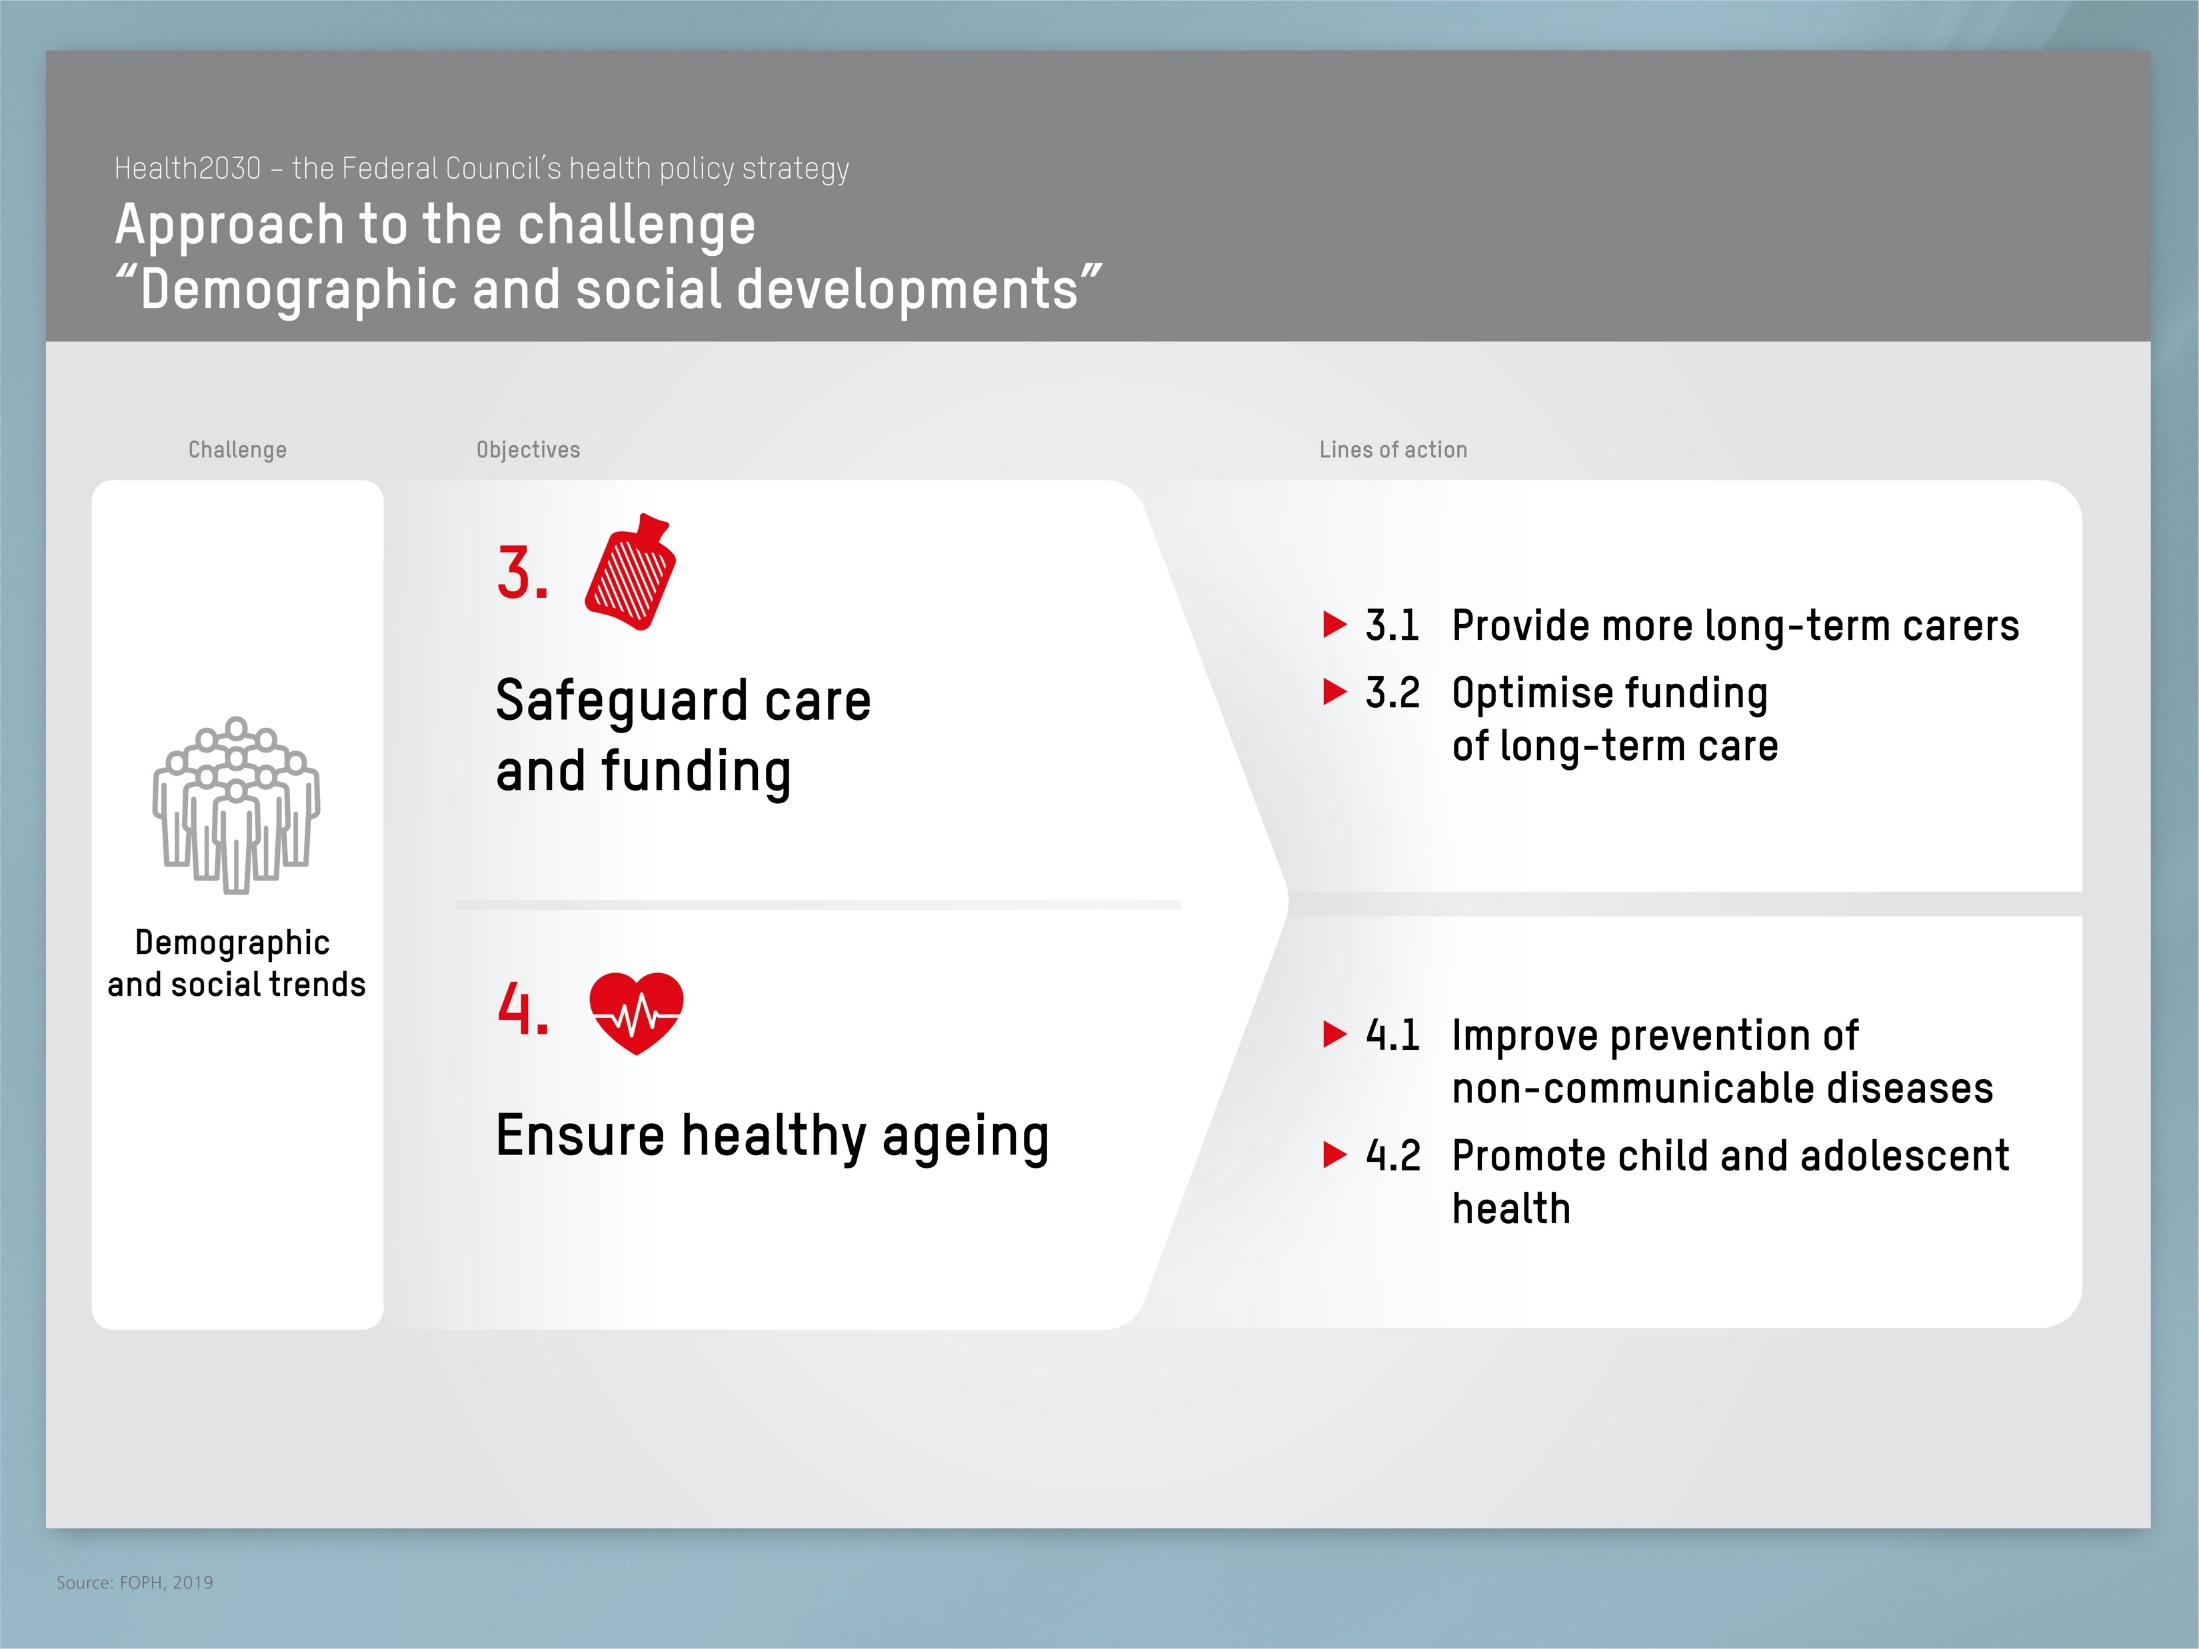 Health2030 – the Federal Council´s health policy strategy
Approach to the challenge
“Demographic and social developments”
Challenge
Objectives
Lines of action
Demographic
and social trends
3.
Safeguard care
and funding
3.1 Provide more long-term carers
3.2 Optimise funding
of long-term care
4.
Ensure healthy ageing
4.1 Improve prevention of
non-communicable diseases
4.2 Promote child and adolescent
health
Source: FOPH, 2019